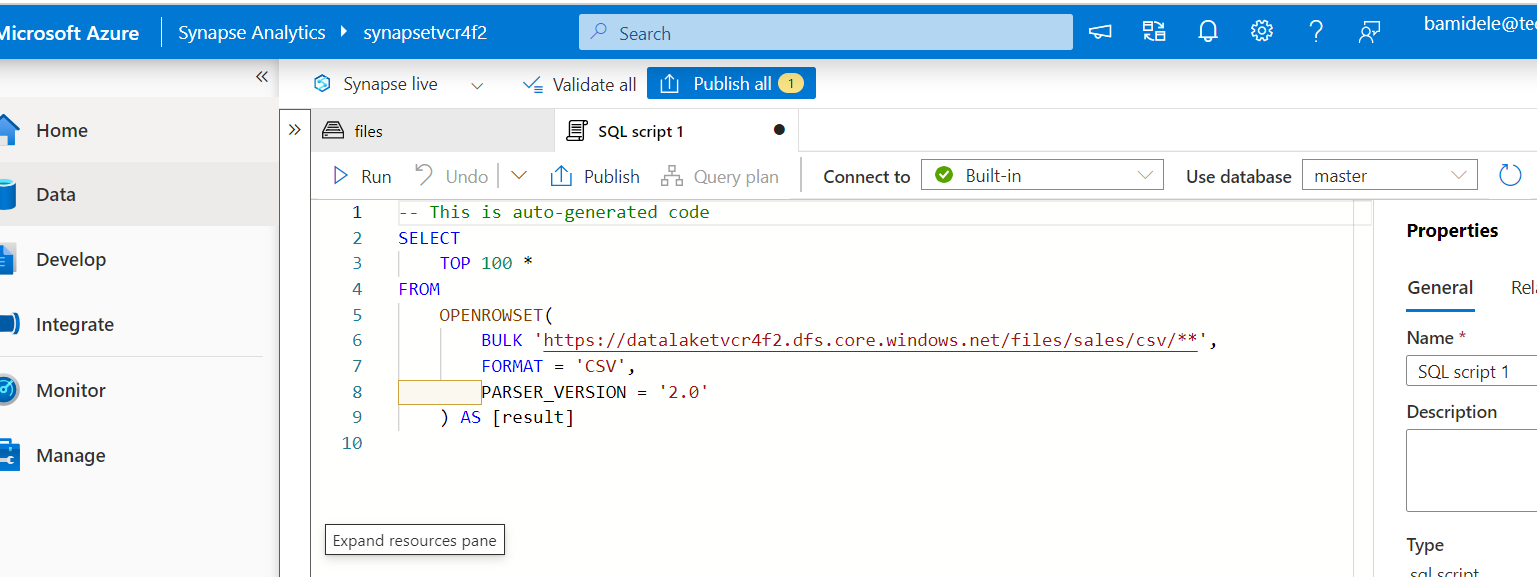 Microsoft Azure
Synapse Analytics
synapsetvcr4f2
Search
bamidele@te
Synapse live
Validate all
Publish all 1
Home
Data
Develop
Integrate
Monitor
Manage
files
SQL script 1
Run
Undo
Publish
Query plan
Connect to
Built-in
Use database
master
1 -- This is auto-generated code
2 SELECT
3 TOP 100 *
4 FROM
5 OPENROWSET(
6 BULK 'https://datalaketvcr4f2.dfs.core.windows.net/files/sales/csv/**',
7 FORMAT = 'CSV',
8 PARSER_VERSION = '2.0'
9 ) AS [result]
10
Expand resources pane
Properties
General
Rel
Name *
SQL script 1
Description
Type
sql script